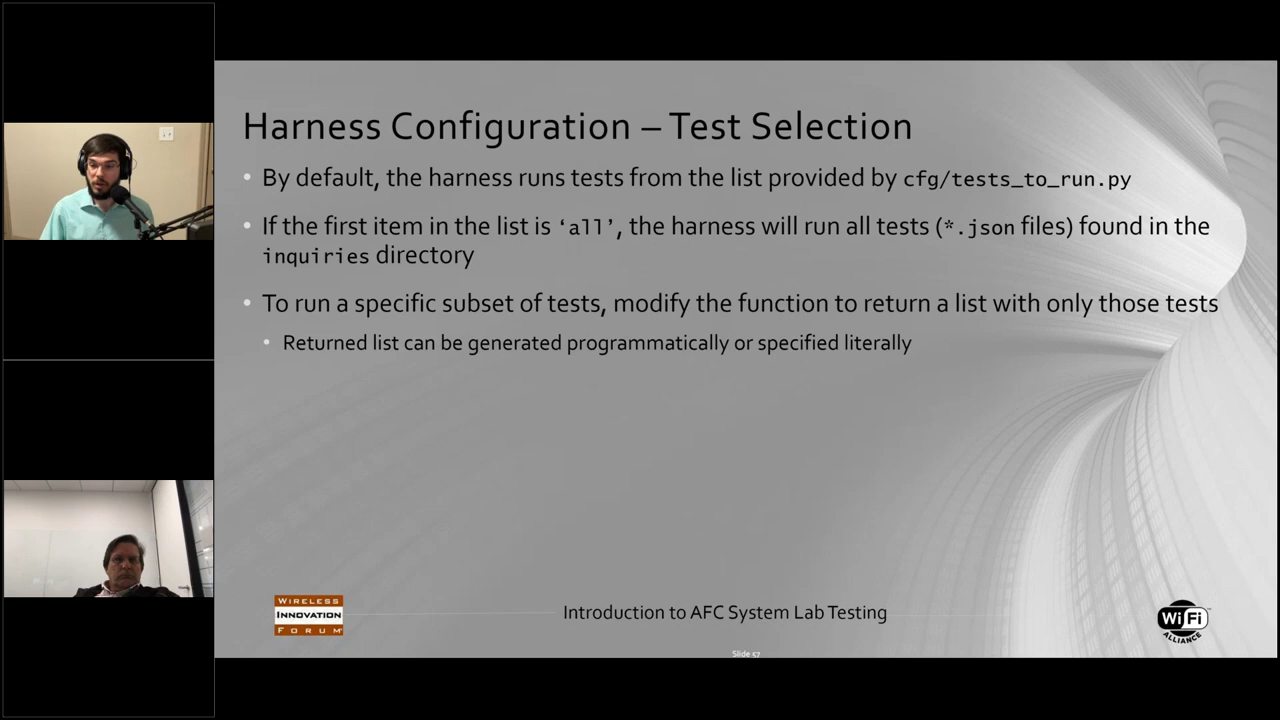 Harness Configuration – Test Selection
• By default, the harness runs tests from the list provided by cfg/tests_to_run.py
• If the first item in the list is ‘all’, the harness will run all tests (*.json files) found in the
inquiries directory
• To run a specific subset of tests, modify the function to return a list with only those tests
• Returned list can be generated programmatically or specified literally
WIRELESS
INNOVATION
FORUM
Introduction to AFC System Lab Testing
Wi Fi
ALLIANCE
Slide 57